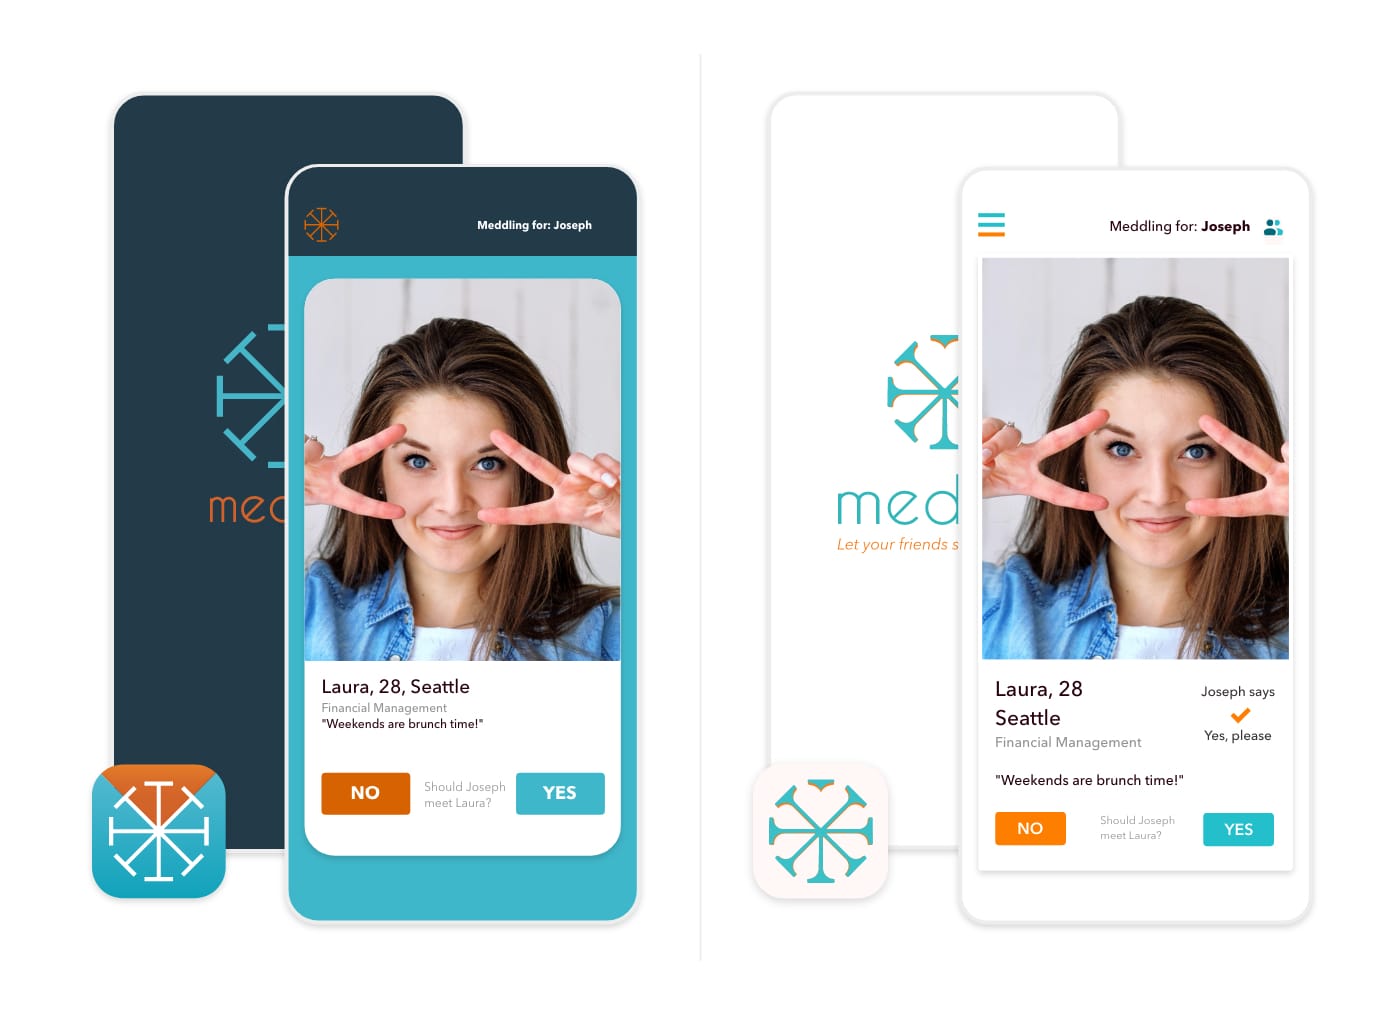 Meddling for: Joseph
Laura, 28, Seattle
Financial Management
"Weekends are brunch time!"
NO
Should Joseph
meet Laura?
YES
Meddling for: Joseph
med
Let your friends s
Laura, 28
Seattle
Financial Management
Joseph says
Yes, please
"Weekends are brunch time!"
NO
Should Joseph
meet Laura?
YES